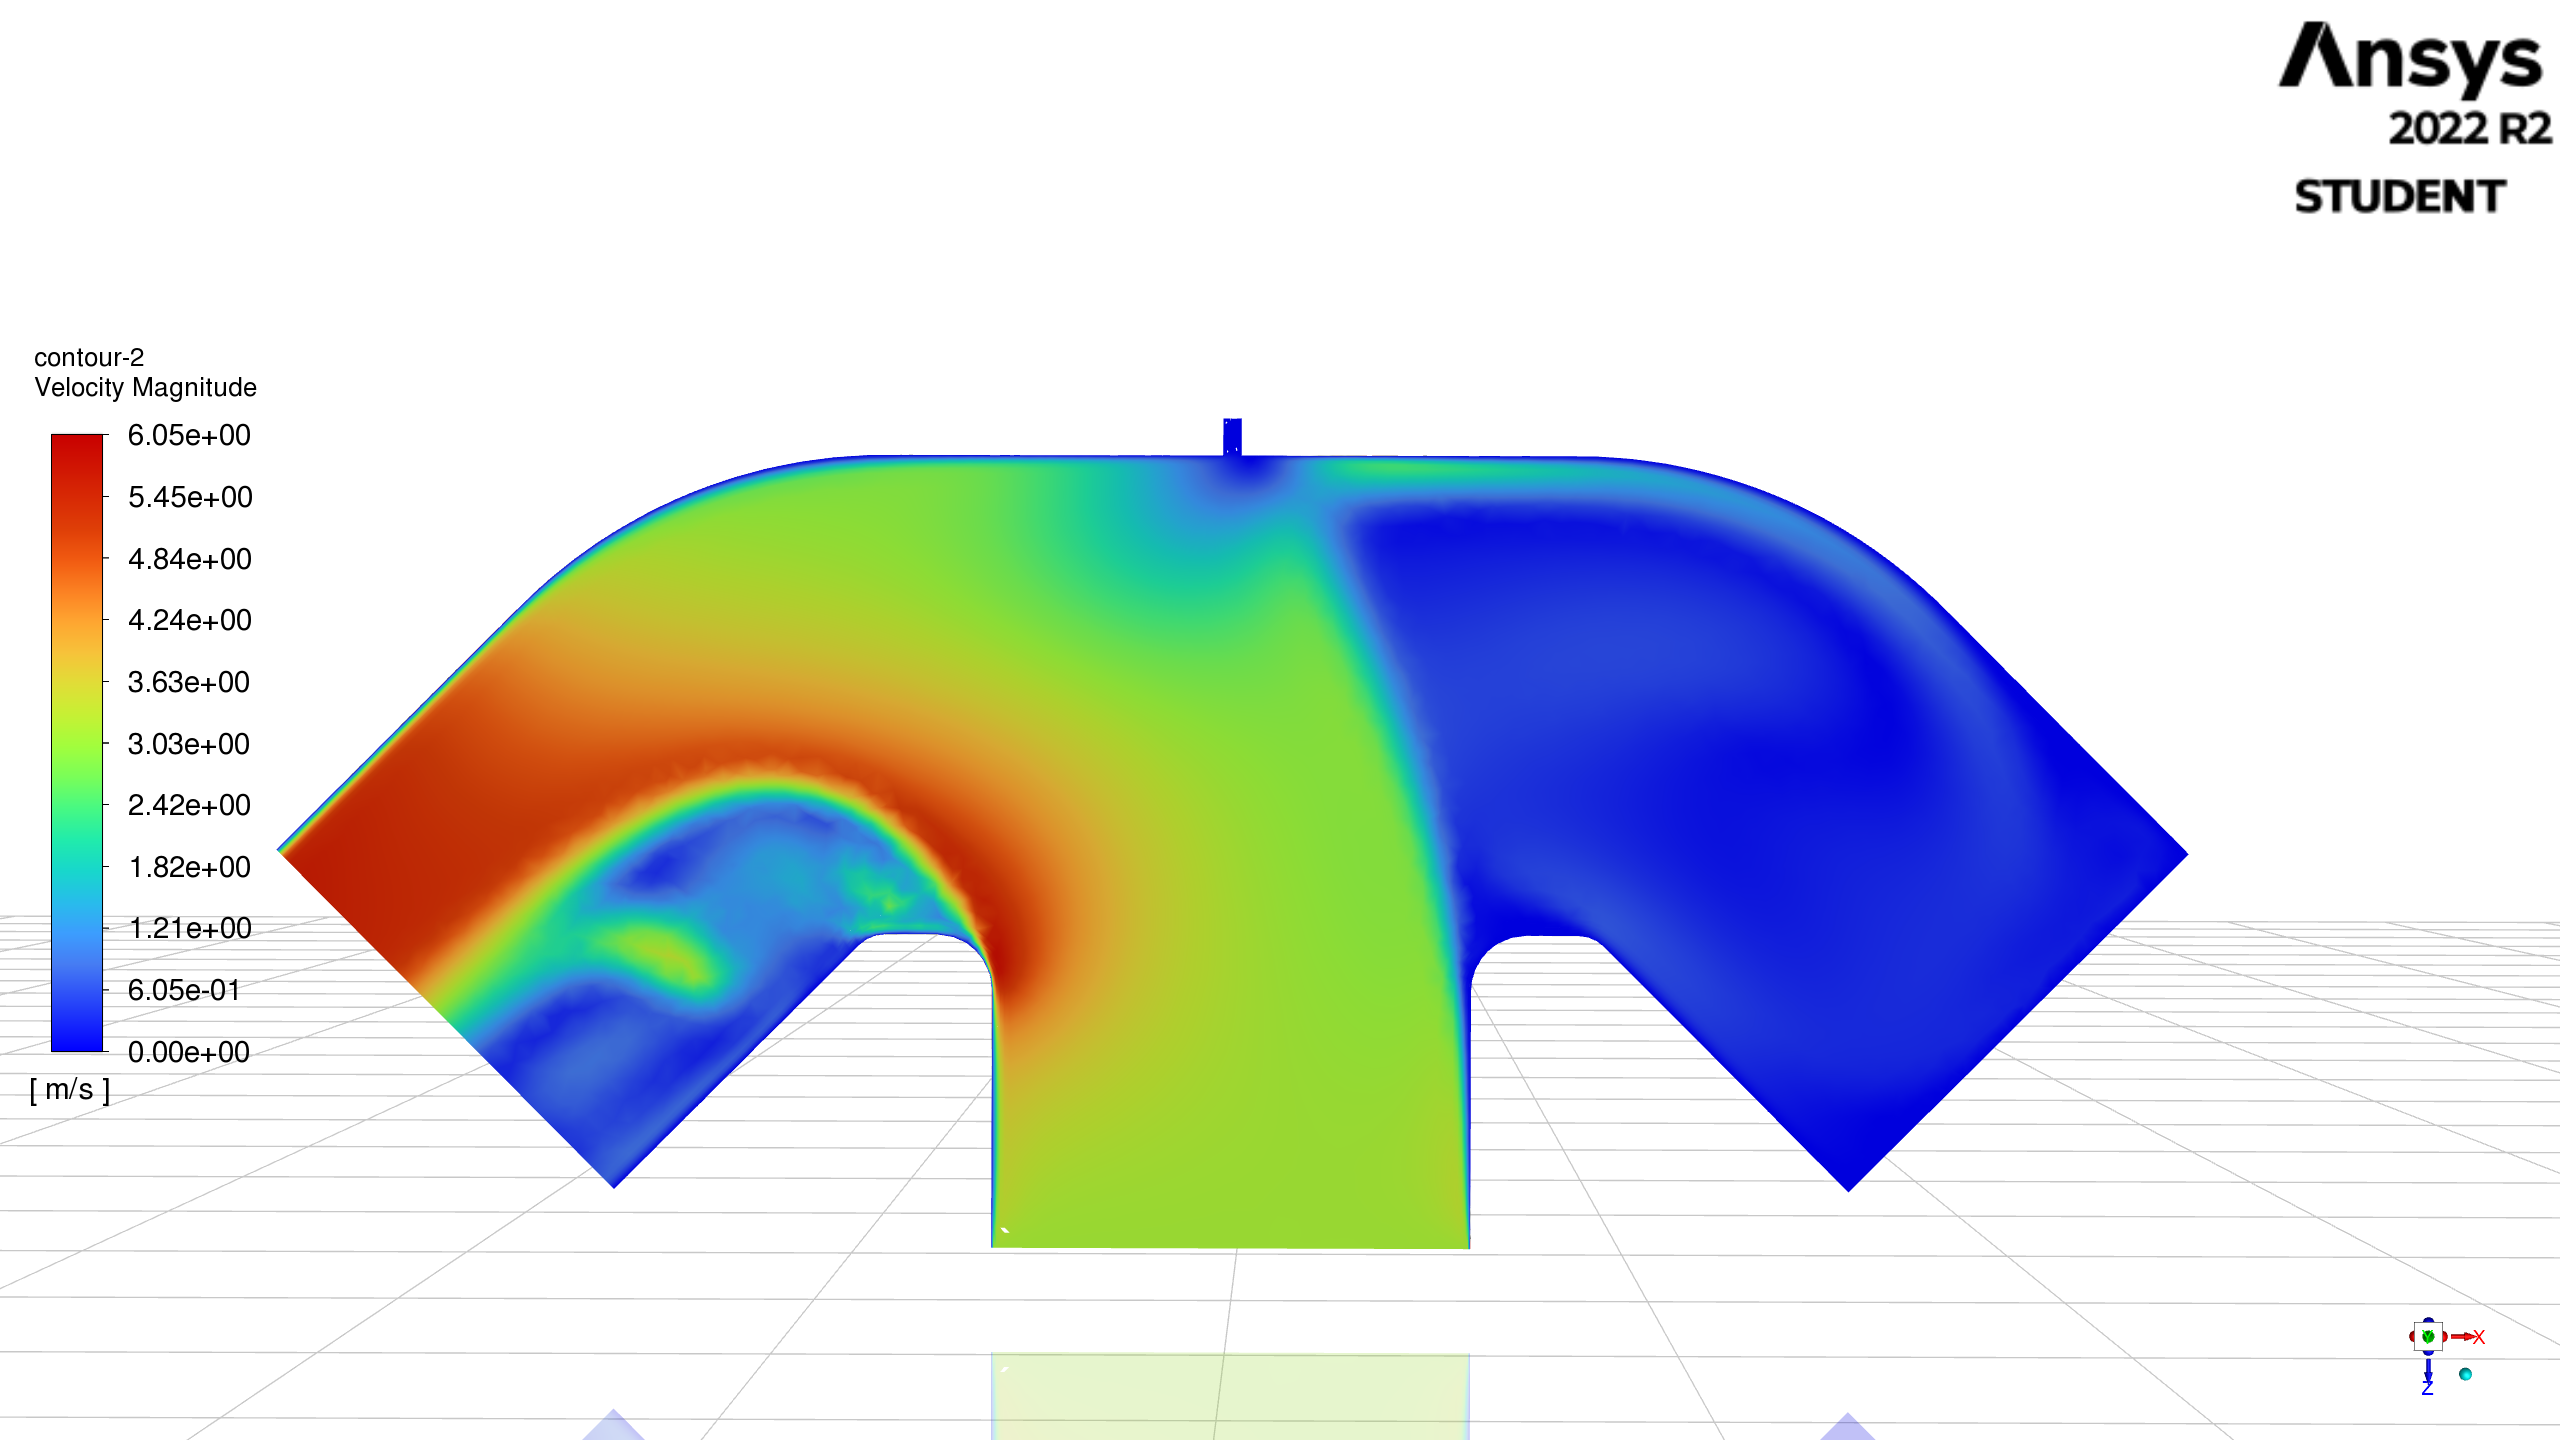 Ansys
2022 R2
STUDENT
contour-2
Velocity Magnitude
6.05e+00
5.45e+00
4.84e+00
4.24e+00
3.63e+00
3.03e+00
2.42e+00
1.82e+00
1.21e+00
6.05e-01
0.00e+00
[ m/s ]
Y
X
Z